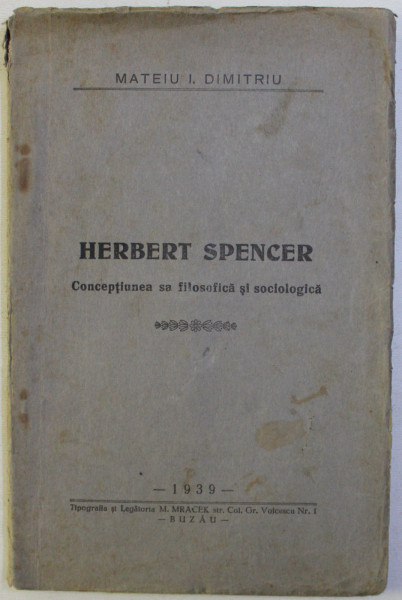 MATEIU I. DIMITRIU
HERBERT SPENCER
Concepțiunea sa filosofică și sociologică
— 1939 —
Tipografia și Legătoria M. MRACEK str. Col. Gr. Voicescu Nr. 1
— BUZĂU —